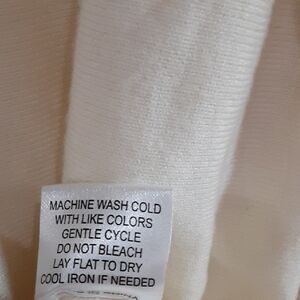 MACHINE WASH COLD
WITH LIKE COLORS
GENTLE CYCLE
DO NOT BLEACH
LAY FLAT TO DRY
COOL IRON IF NEEDED